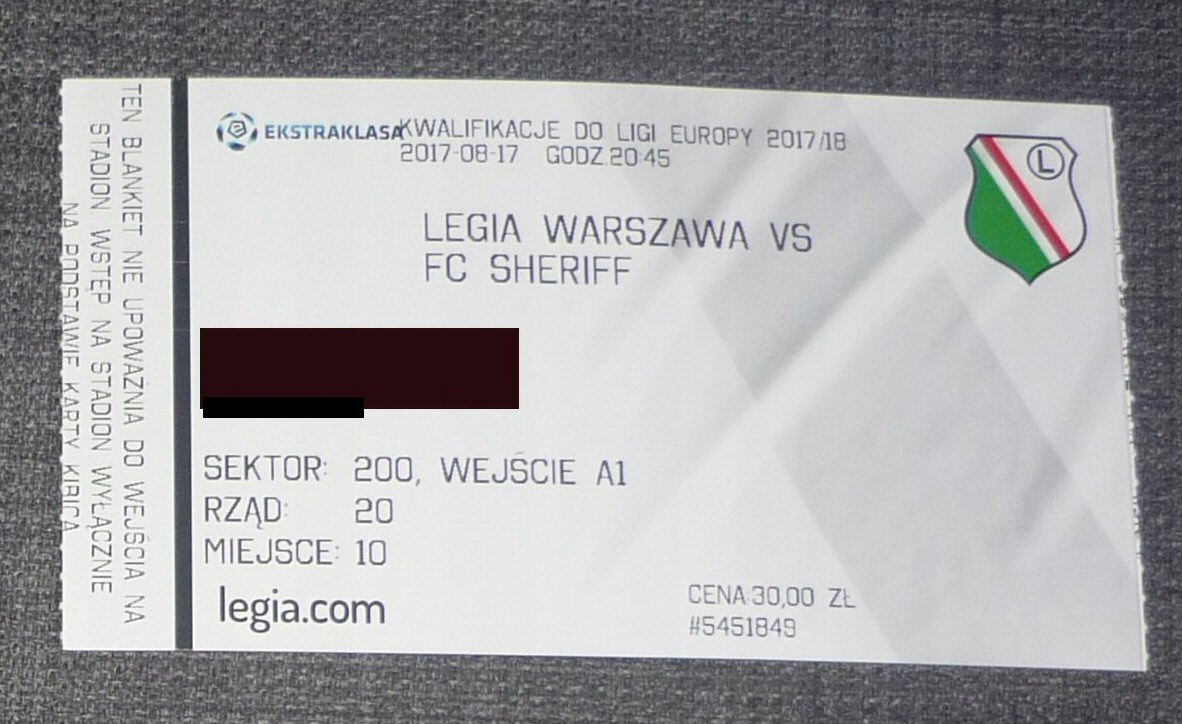 TEN BLANKIET NIE UPOWAŻNIA DO WEJŚCIA NA
STADION WSTĘP NA STADION WYŁĄCZNIE
NA PODSTAWIE KARTY KIBICA
EKSTRAKLASA
KWALIFIKACJE DO LIGI EUROPY 2017/18
2017-08-17 GODZ.20:45
L
LEGIA WARSZAWA VS
FC SHERIFF
SEKTOR: 200, WEJŚCIE A1
RZĄD: 20
MIEJSCE: 10
legia.com
CENA:30,00 ZŁ
#5451849